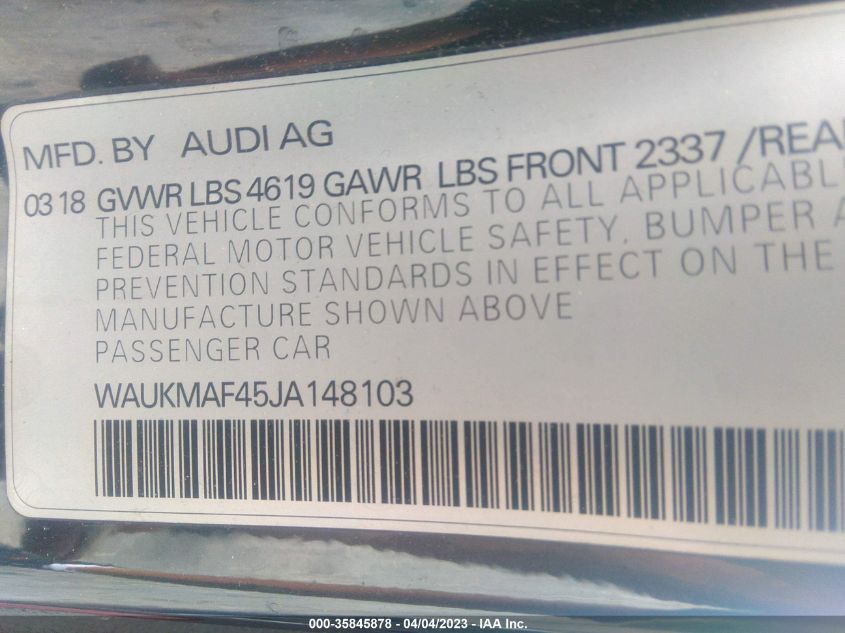 MFD. BY AUDI AG
03 18 GVWR LBS 4619 GAWR LBS FRONT 2337 /REA
THIS VEHICLE CONFORMS TO ALL APPLICABL
FEDERAL MOTOR VEHICLE SAFETY, BUMPER A
PREVENTION STANDARDS IN EFFECT ON THE
MANUFACTURE SHOWN ABOVE
PASSENGER CAR
WAUKMAF45JA148103
000-35845878 - 04/04/2023 - IAA Inc.